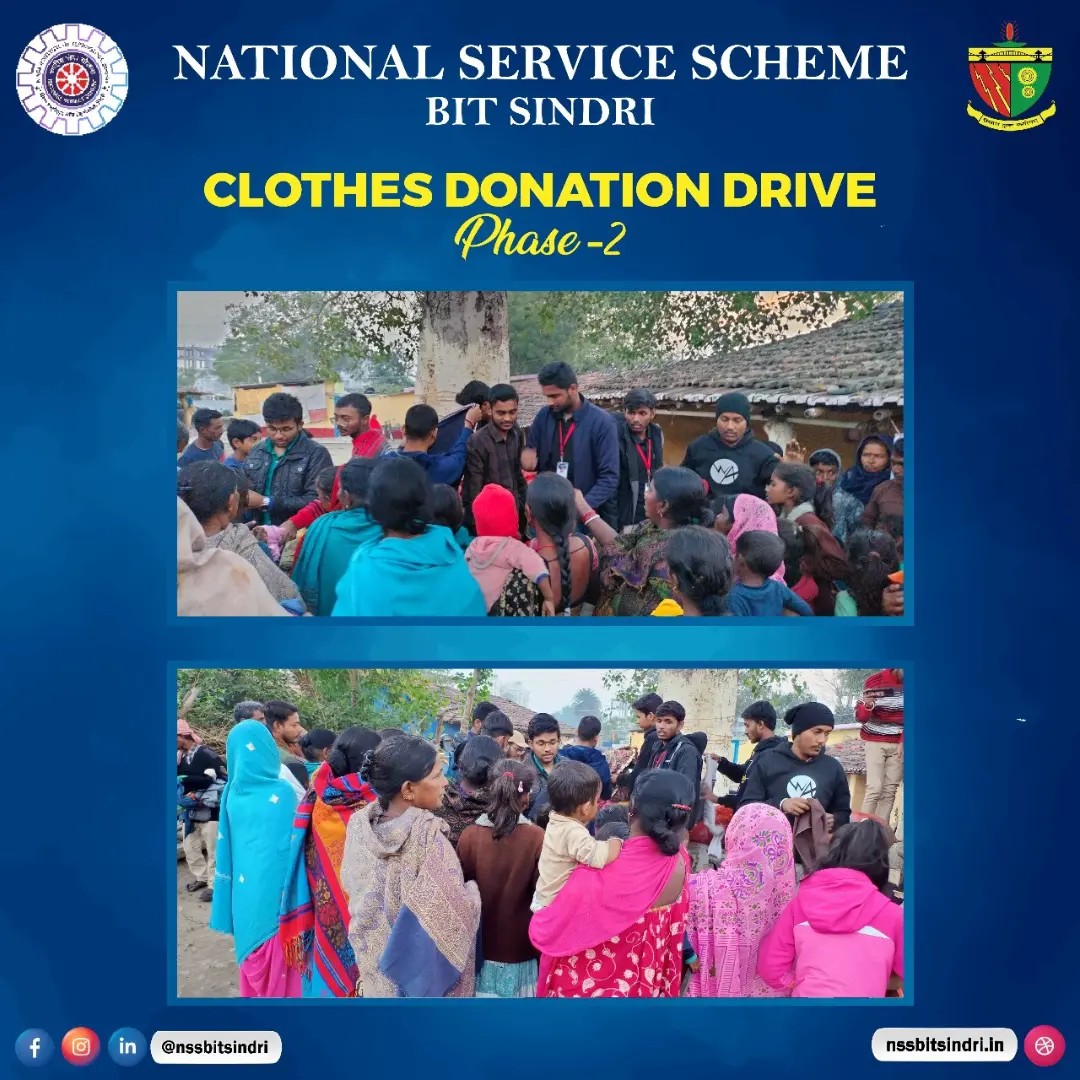 NATIONAL SERVICE SCHEME
BIT SINDRI
CLOTHES DONATION DRIVE
Phase -2
@nssbitsindri
nssbitsindri.in